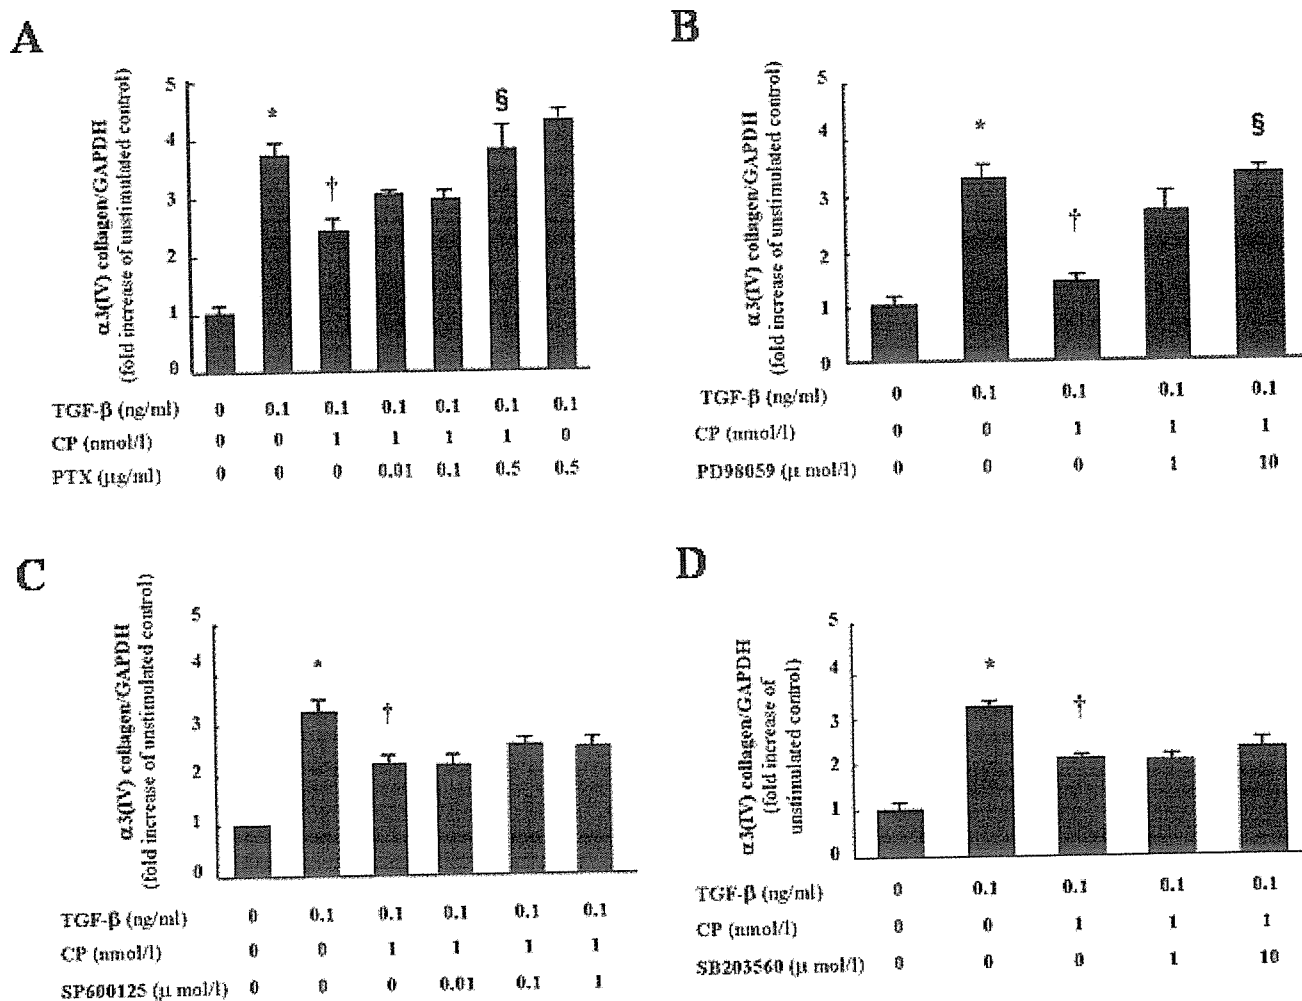 A
α3(IV) collagen/GAPDH
(fold increase of unstimulated control)
5
4
3
2
1
0
*
†
§
TGF-β (ng/ml) 0 0.1 0.1 0.1 0.1 0.1 0.1
CP (nmol/l) 0 0 1 1 1 1 0
PTX (μg/ml) 0 0 0 0.01 0.1 0.5 0.5
B
α3(IV) collagen/GAPDH
(fold increase of unstimulated control)
5
4
3
2
1
0
*
†
§
TGF-β (ng/ml) 0 0.1 0.1 0.1 0.1
CP (nmol/l) 0 0 1 1 1
PD98059 (μ mol/l) 0 0 0 1 10
C
α3(IV) collagen/GAPDH
(fold increase of unstimulated control)
5
4
3
2
1
0
*
†
TGF-β (ng/ml) 0 0.1 0.1 0.1 0.1 0.1
CP (nmol/l) 0 0 1 1 1 1
SP600125 (μ mol/l) 0 0 0 0.01 0.1 1
D
α3(IV) collagen/GAPDH
(fold increase of
unstimulated control)
5
4
3
2
1
0
*
†
TGF-β (ng/ml) 0 0.1 0.1 0.1 0.1
CP (nmol/l) 0 0 1 1 1
SB203560 (μ mol/l) 0 0 0 1 10